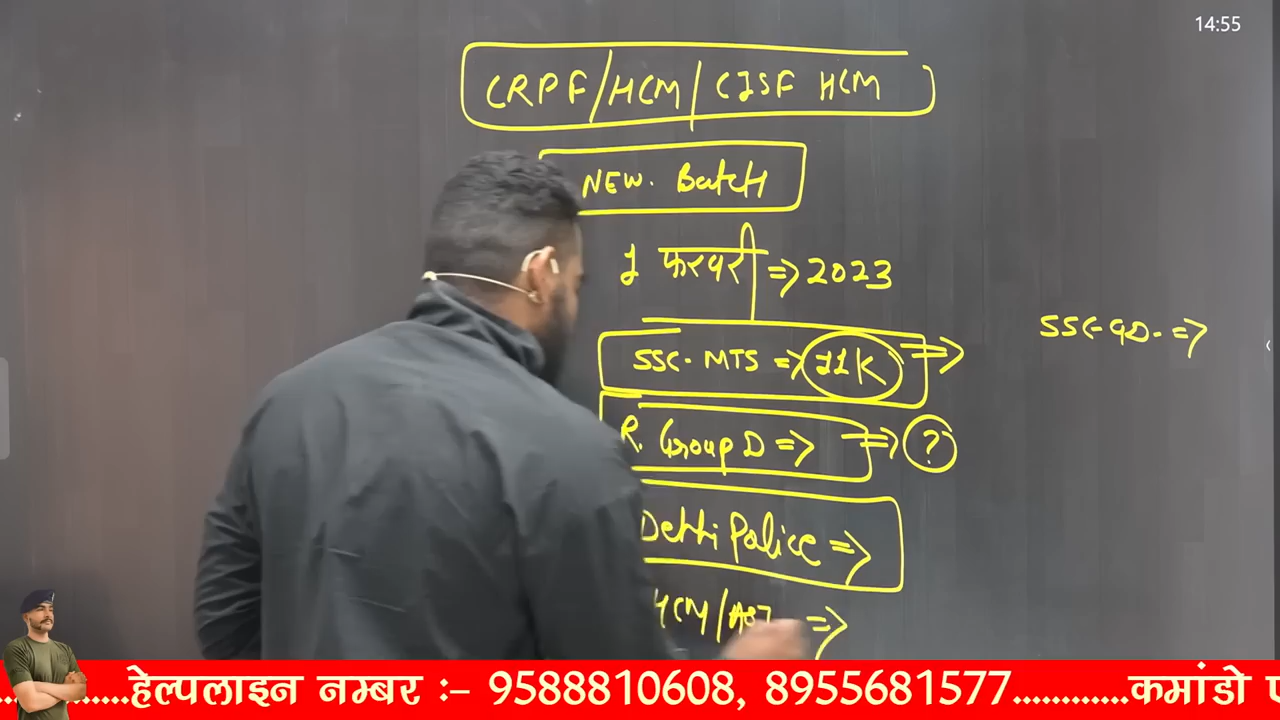 14:55
CRPF/HCM/CISF HCM
NEW. Batch
1 फरवरी => 2023
SSC-MTS => 11K =>
SSC-GD. =>
R. Group D => => ?
Delhi Police =>
HCM/ =>
......हेल्पलाइन नम्बर :- 9588810608, 8955681577............कमांडो